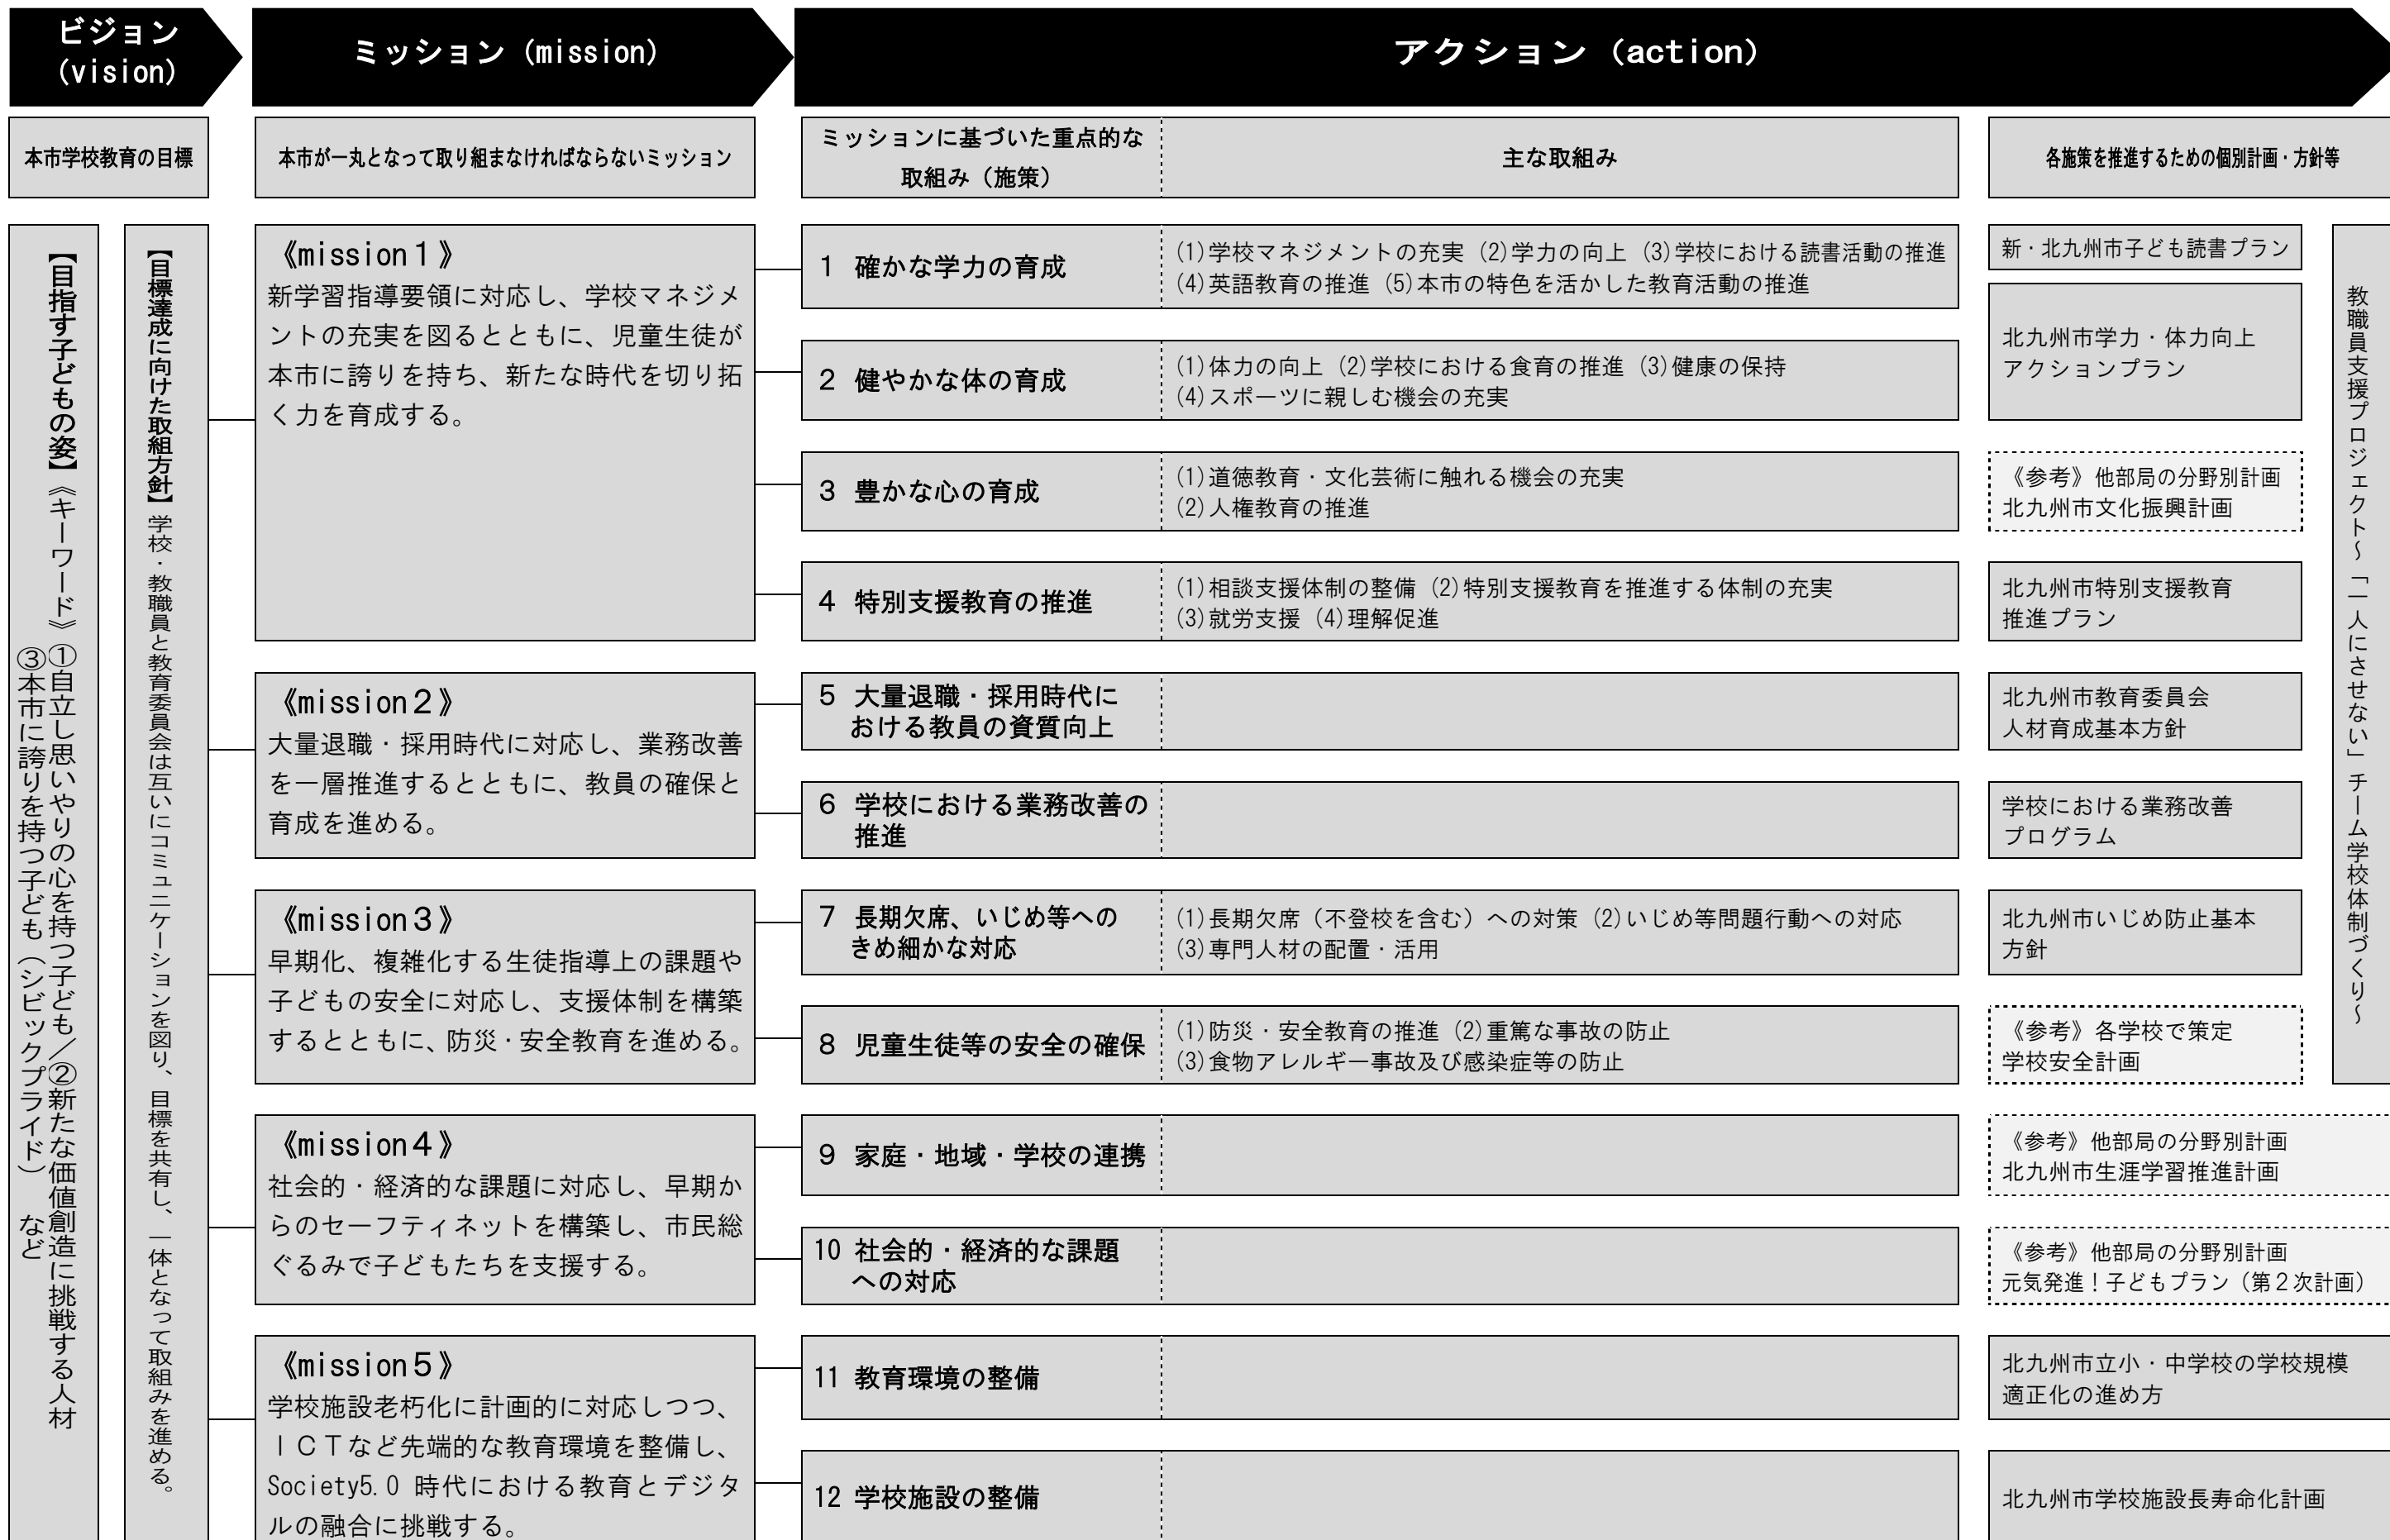 ビジョン
(vision)
ミッション (mission)
アクション (action)
本市学校教育の目標
本市が一丸となって取り組まなければならないミッション
ミッションに基づいた重点的な
取組み（施策）
主な取組み
各施策を推進するための個別計画・方針等
【目指す子どもの姿】《キーワード》①自立し思いやりの心を持つ子ども／②新たな価値創造に挑戦する人材
③本市に誇りを持つ子ども（シビックプライド）　など
【目標達成に向けた取組方針】学校・教職員と教育委員会は互いにコミュニケーションを図り、目標を共有し、一体となって取組みを進める。
《mission１》
新学習指導要領に対応し、学校マネジメ
ントの充実を図るとともに、児童生徒が
本市に誇りを持ち、新たな時代を切り拓
く力を育成する。
1 確かな学力の育成
(1)学校マネジメントの充実 (2)学力の向上 (3)学校における読書活動の推進
(4)英語教育の推進 (5)本市の特色を活かした教育活動の推進
新・北九州市子ども読書プラン
北九州市学力・体力向上
アクションプラン
2 健やかな体の育成
(1)体力の向上 (2)学校における食育の推進 (3)健康の保持
(4)スポーツに親しむ機会の充実
3 豊かな心の育成
(1)道徳教育・文化芸術に触れる機会の充実
(2)人権教育の推進
《参考》他部局の分野別計画
北九州市文化振興計画
4 特別支援教育の推進
(1)相談支援体制の整備 (2)特別支援教育を推進する体制の充実
(3)就労支援 (4)理解促進
北九州市特別支援教育
推進プラン
《mission２》
大量退職・採用時代に対応し、業務改善
を一層推進するとともに、教員の確保と
育成を進める。
5 大量退職・採用時代に
おける教員の資質向上
北九州市教育委員会
人材育成基本方針
6 学校における業務改善の
推進
学校における業務改善
プログラム
《mission３》
早期化、複雑化する生徒指導上の課題や
子どもの安全に対応し、支援体制を構築
するとともに、防災・安全教育を進める。
7 長期欠席、いじめ等への
きめ細かな対応
(1)長期欠席（不登校を含む）への対策 (2)いじめ等問題行動への対応
(3)専門人材の配置・活用
北九州市いじめ防止基本
方針
8 児童生徒等の安全の確保
(1)防災・安全教育の推進 (2)重篤な事故の防止
(3)食物アレルギー事故及び感染症等の防止
《参考》各学校で策定
学校安全計画
教職員支援プロジェクト～「一人にさせない」チーム学校体制づくり～
《mission４》
社会的・経済的な課題に対応し、早期か
らのセーフティネットを構築し、市民総
ぐるみで子どもたちを支援する。
9 家庭・地域・学校の連携
《参考》他部局の分野別計画
北九州市生涯学習推進計画
10 社会的・経済的な課題
への対応
《参考》他部局の分野別計画
元気発進！子どもプラン（第２次計画）
《mission５》
学校施設老朽化に計画的に対応しつつ、
ＩＣＴなど先端的な教育環境を整備し、
Society5.0 時代における教育とデジタ
ルの融合に挑戦する。
11 教育環境の整備
北九州市立小・中学校の学校規模
適正化の進め方
12 学校施設の整備
北九州市学校施設長寿命化計画